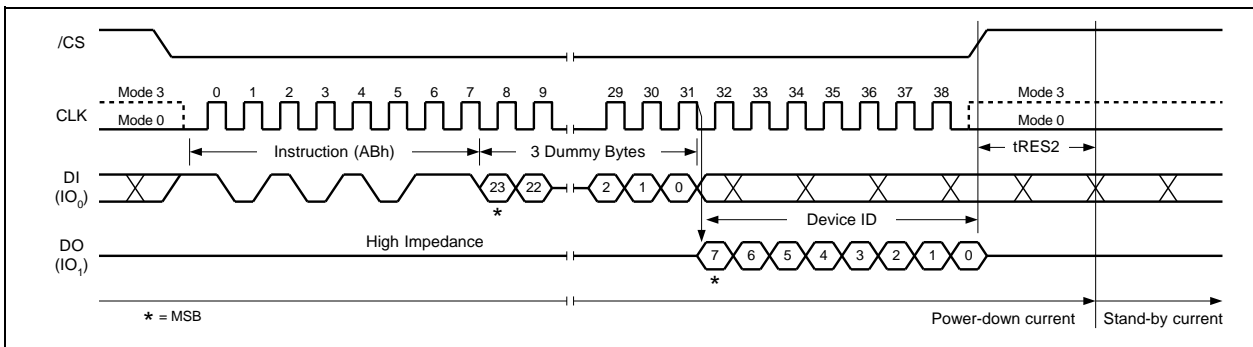 /CS
Mode 3
0 1 2 3 4 5 6 7 8 9 29 30 31 32 33 34 35 36 37 38
Mode 3
CLK
Mode 0
Mode 0
Instruction (ABh)
3 Dummy Bytes
tRES2
DI
(IO0)
23 22 2 1 0
*
Device ID
High Impedance
DO
(IO1)
7 6 5 4 3 2 1 0
*
* = MSB
Power-down current
Stand-by current